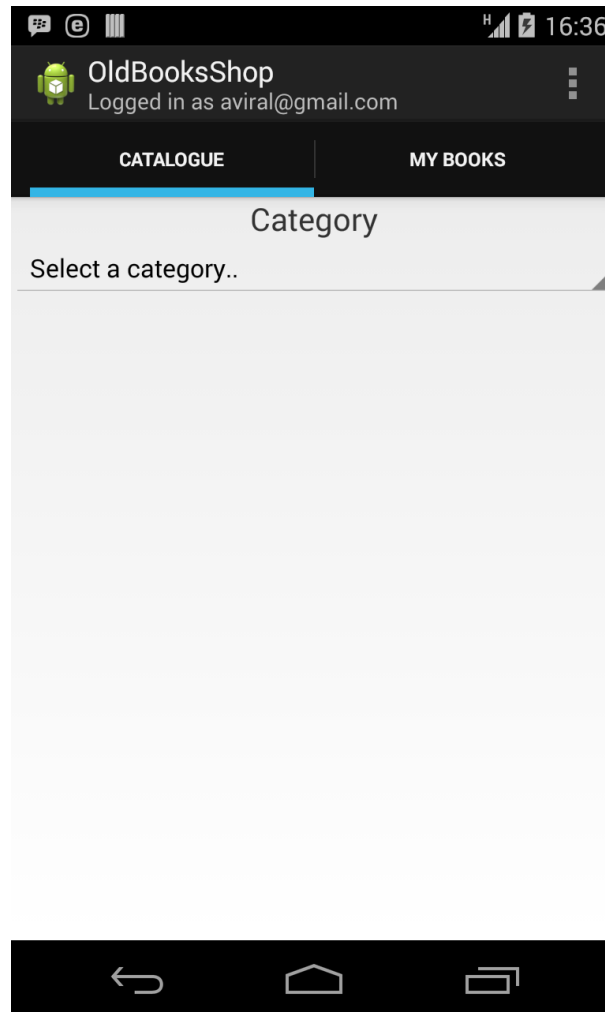 H 16:36
OldBooksShop
Logged in as aviral@gmail.com
CATALOGUE MY BOOKS
Category
Select a category..